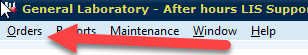 General Laboratory - After hours LIS Suppo
Orders Reports Maintenance Window Help